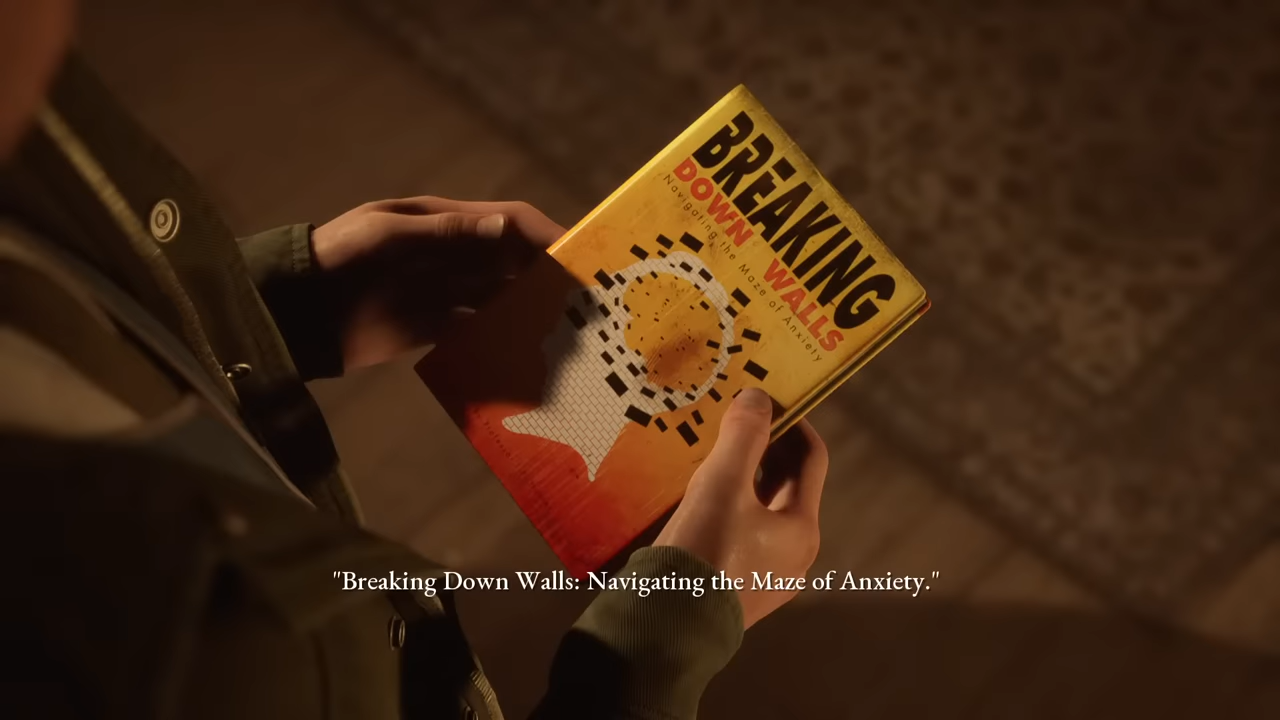 BREAKING
DOWN WALLS
Navigating the Maze of Anxiety
"Breaking Down Walls: Navigating the Maze of Anxiety."